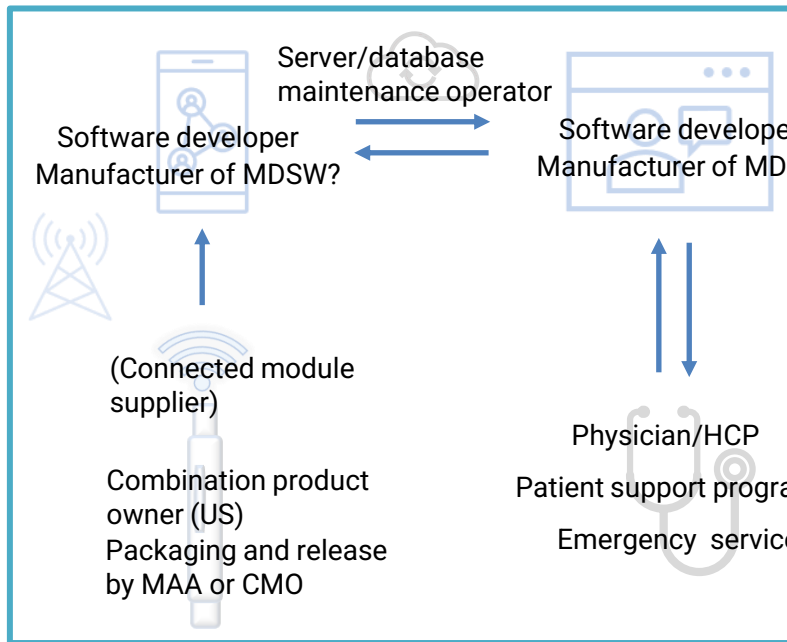 Server/database
maintenance operator
Software developer
Manufacturer of MDSW?
Software develope
Manufacturer of MD
(Connected module
supplier)
Combination product
owner (US)
Packaging and release
by MAA or CMO
Physician/HCP
Patient support progra
Emergency service